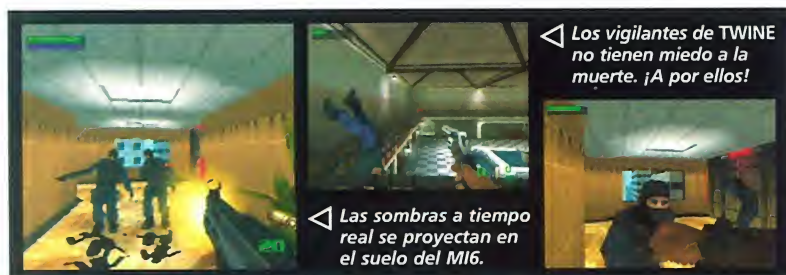 Los vigilantes de TWINE
no tienen miedo a la
muerte. ¡A por ellos!
Las sombras a tiempo
real se proyectan en
el suelo del MI6.
20